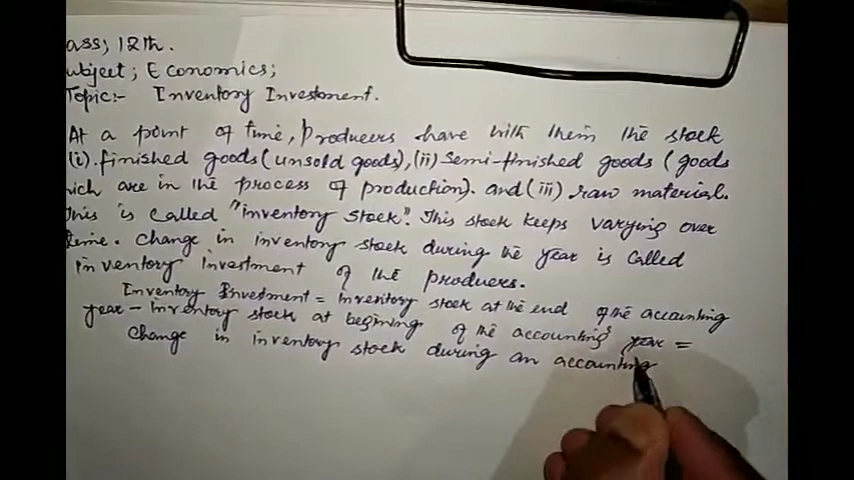 ass; 12th.
ubject; Economics;
Topic:- Inventory Investment.
At a point of time, Producers have with them the stock
(i). finished goods (unsold goods), (ii) Semi-finished goods (goods
hich are in the process of production). and (iii) raw material.
This is called "inventory stock". This stock keeps varying over
time. Change in inventory stock during the year is called
inventory investment of the producers.
Inventory Investment = inventory stock at the end of the accounting
year - inventory stock at begining of the accounting year =
Change in inventory stock during an accounting